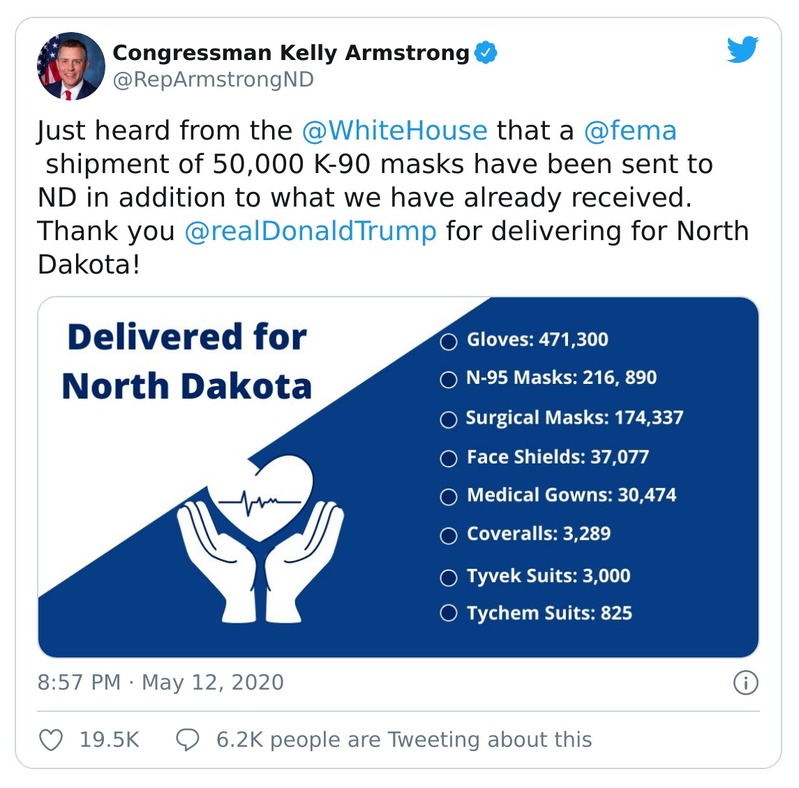 Congressman Kelly Armstrong
@RepArmstrongND
Just heard from the @WhiteHouse that a @fema
shipment of 50,000 K-90 masks have been sent to
ND in addition to what we have already received.
Thank you @realDonaldTrump for delivering for North
Dakota!
Delivered for
North Dakota
Gloves: 471,300
N-95 Masks: 216, 890
Surgical Masks: 174,337
Face Shields: 37,077
Medical Gowns: 30,474
Coveralls: 3,289
Tyvek Suits: 3,000
Tychem Suits: 825
8:57 PM · May 12, 2020
19.5K
6.2K people are Tweeting about this